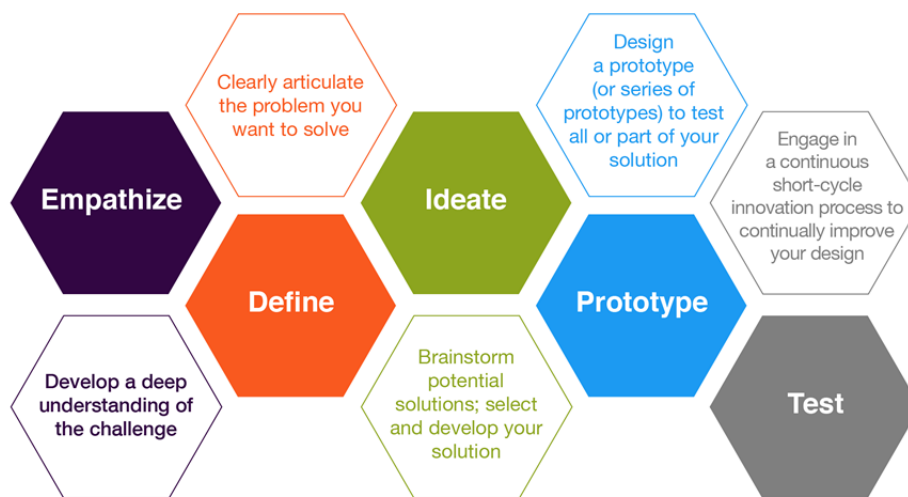 Empathize
Develop a deep
understanding of
the challenge
Clearly articulate
the problem you
want to solve
Define
Ideate
Brainstorm
potential
solutions; select
and develop your
solution
Design
a prototype
(or series of
prototypes) to test
all or part of your
solution
Prototype
Engage in
a continuous
short-cycle
innovation process to
continually improve
your design
Test